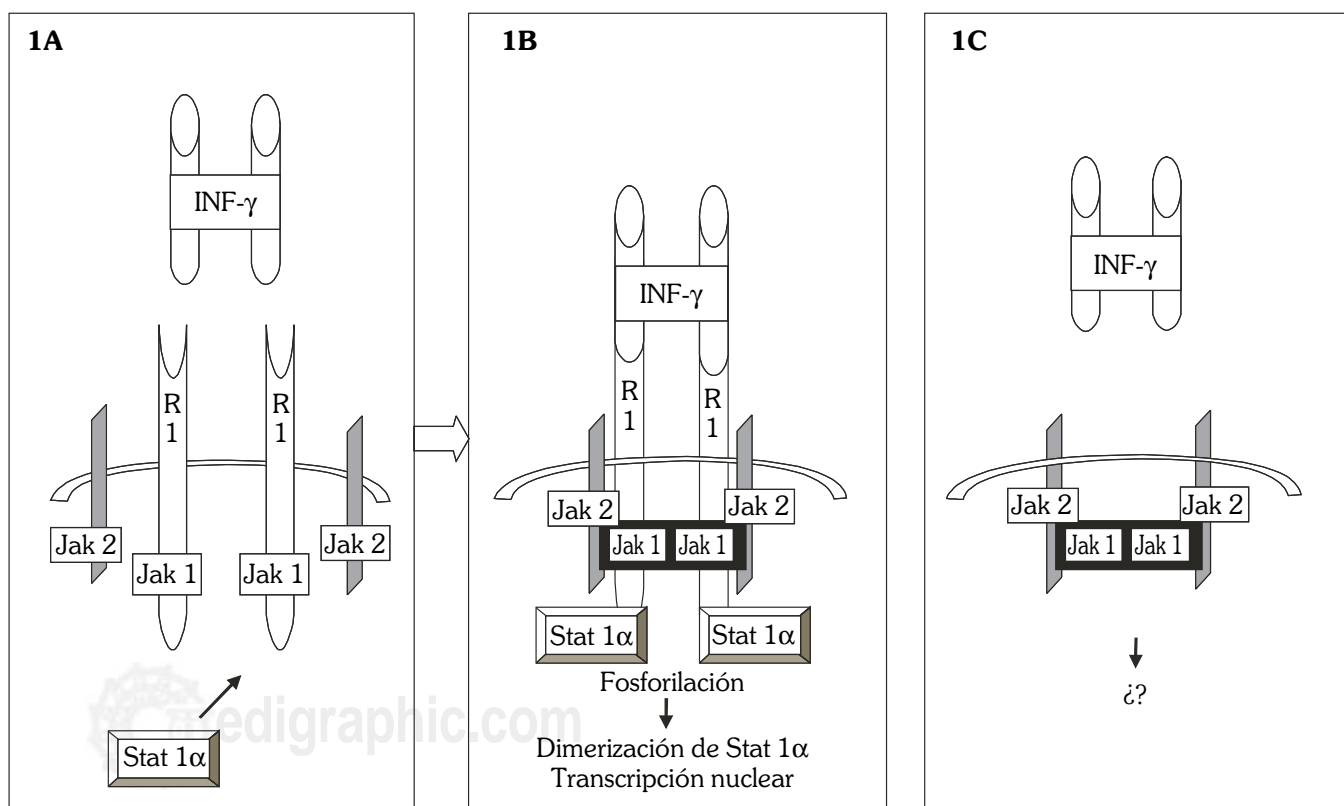 1A
INF-γ
R
1
R
1
Jak 2
Jak 1
Jak 1
Jak 2
Stat 1α
1B
INF-γ
R
1
R
1
Jak 2
Jak 2
Jak 1
Jak 1
Stat 1α
Stat 1α
Fosforilación
Dimerización de Stat 1α
Transcripción nuclear
1C
INF-γ
Jak 2
Jak 2
Jak 1
Jak 1
¿?
edigraphic.com